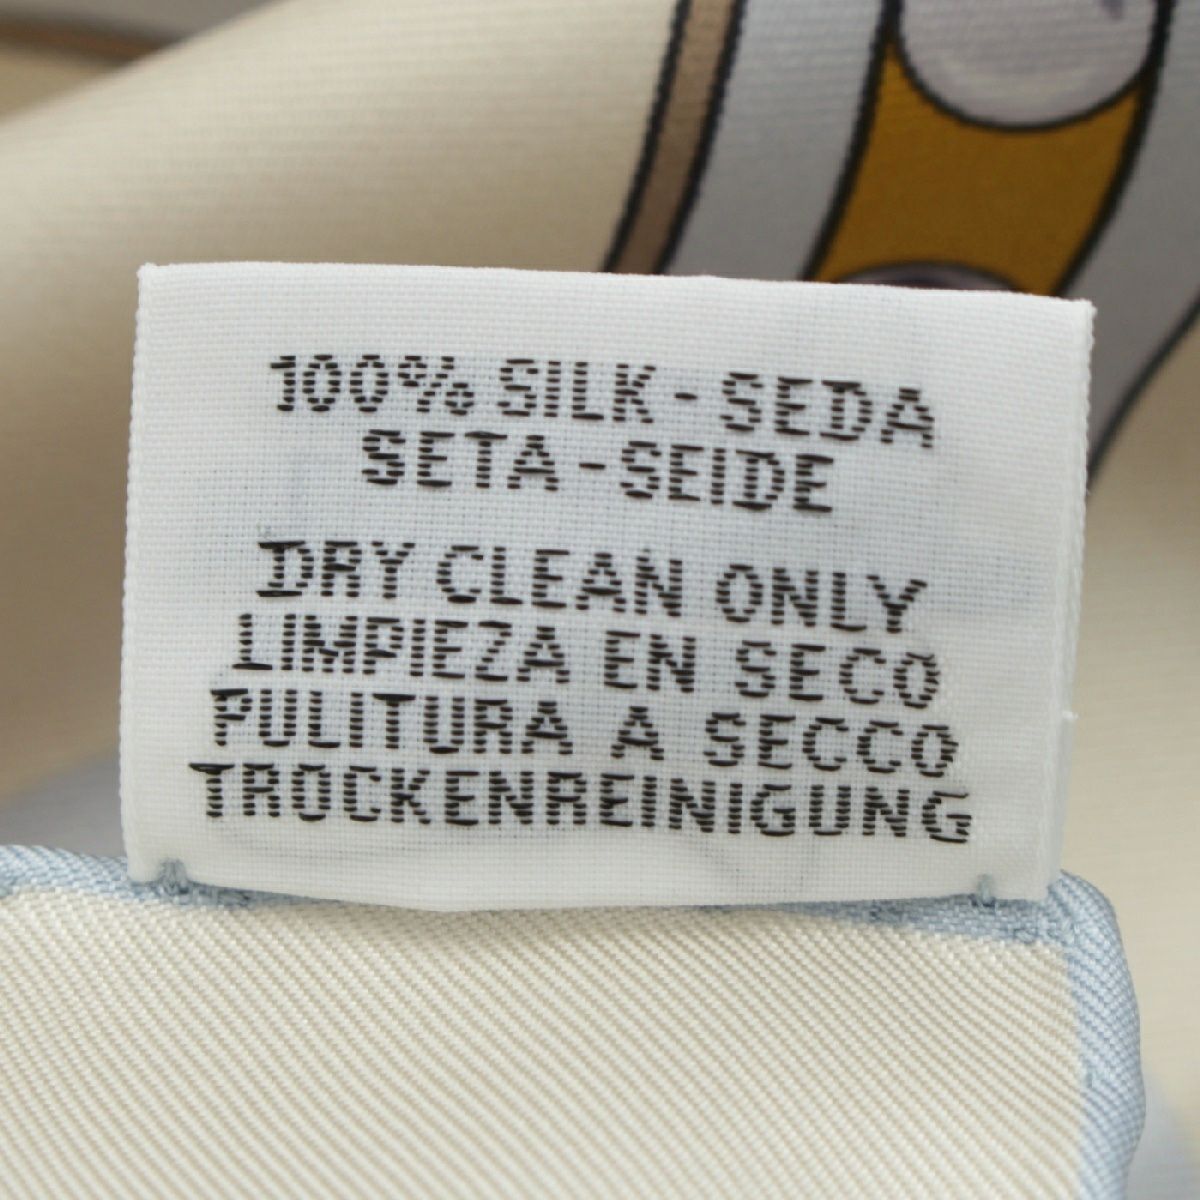 100% SILK - SEDA
SETA - SEIDE
DRY CLEAN ONLY
LIMPIEZA EN SECO
PULITURA A SECCO
TROCKENREINIGUNG